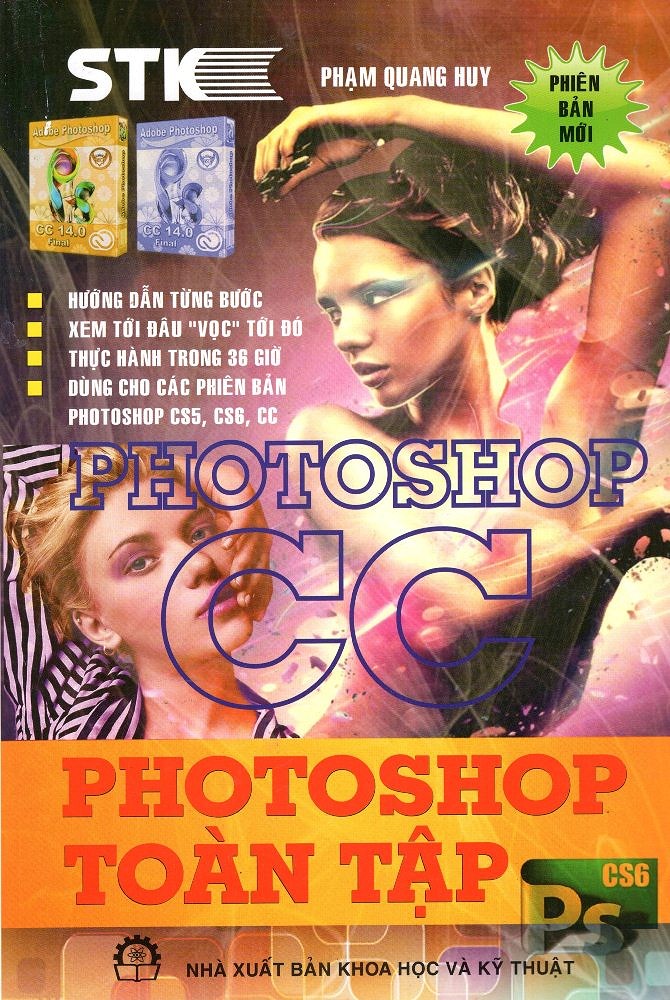 STK
PHẠM QUANG HUY
PHIÊN
BẢN
MỚI
Adobe Photoshop
CC 14.0
Final
Adobe Photoshop
CC 14.0
Final
HƯỚNG DẪN TỪNG BƯỚC
XEM TỚI ĐÂU "VỌC" TỚI ĐÓ
THỰC HÀNH TRONG 36 GIỜ
DÙNG CHO CÁC PHIÊN BẢN
PHOTOSHOP CS5, CS6, CC
PHOTOSHOP
CC
PHOTOSHOP
TOÀN TẬP
CS6
Ps
NHÀ XUẤT BẢN KHOA HỌC VÀ KỸ THUẬT